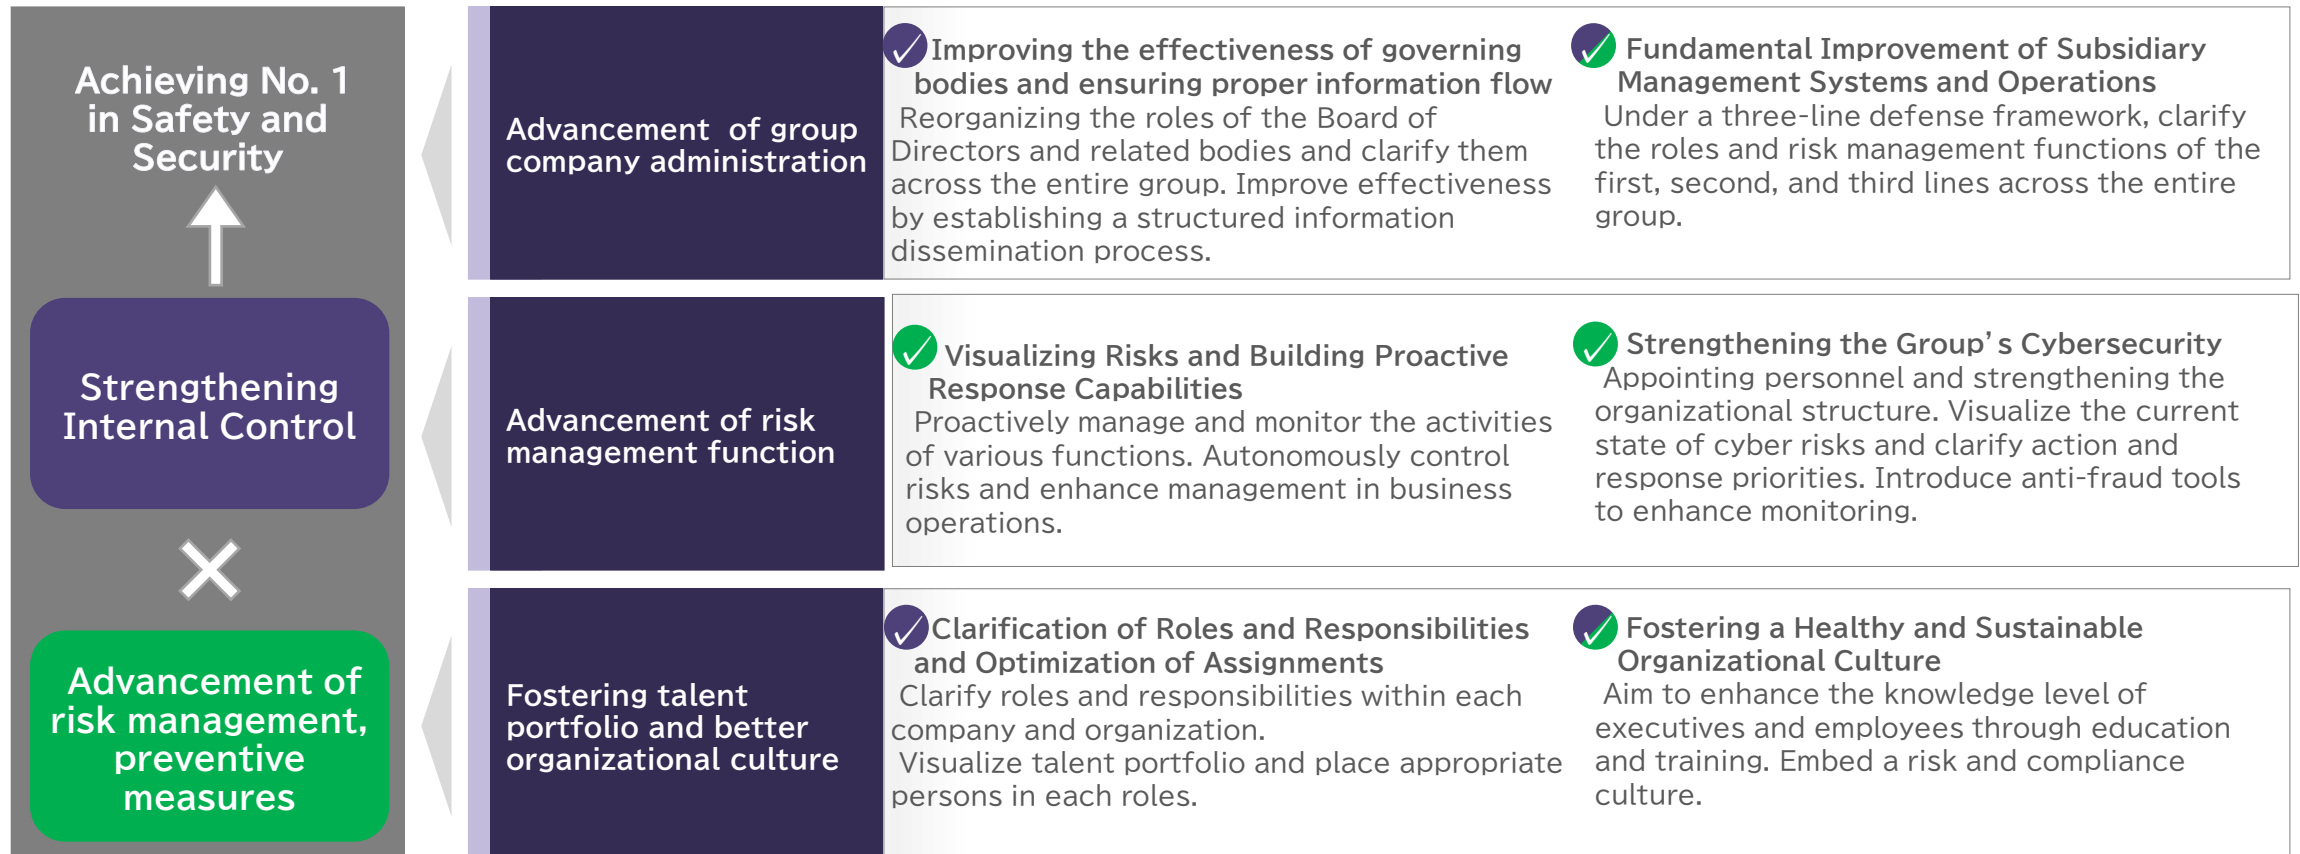 Achieving No. 1
in Safety and
Security
Strengthening
Internal Control
Advancement of
risk management,
preventive
measures
Advancement  of group
company administration
Improving the effectiveness of governing
bodies and ensuring proper information flow
Reorganizing the roles of the Board of
Directors and related bodies and clarify them
across the entire group. Improve effectiveness
by establishing a structured information
dissemination process.
Fundamental Improvement of Subsidiary
Management Systems and Operations
Under a three-line defense framework, clarify
the roles and risk management functions of the
first, second, and third lines across the entire
group.
Advancement of risk
management function
Visualizing Risks and Building Proactive
Response Capabilities
Proactively manage and monitor the activities
of various functions. Autonomously control
risks and enhance management in business
operations.
Strengthening the Group’s Cybersecurity
Appointing personnel and strengthening the
organizational structure. Visualize the current
state of cyber risks and clarify action and
response priorities. Introduce anti-fraud tools
to enhance monitoring.
Fostering talent
portfolio and better
organizational culture
Clarification of Roles and Responsibilities
and Optimization of Assignments
Clarify roles and responsibilities within each
company and organization.
Visualize talent portfolio and place appropriate
persons in each roles.
Fostering a Healthy and Sustainable
Organizational Culture
Aim to enhance the knowledge level of
executives and employees through education
and training. Embed a risk and compliance
culture.